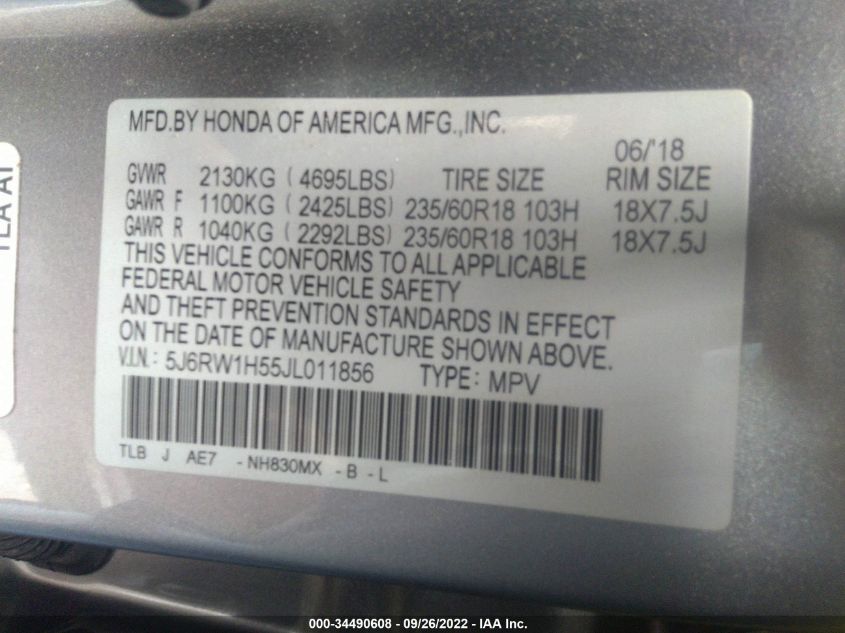 TLA A1
MFD.BY HONDA OF AMERICA MFG.,INC.
06/'18
GVWR 2130KG ( 4695LBS) TIRE SIZE RIM SIZE
GAWR F 1100KG ( 2425LBS) 235/60R18 103H 18X7.5J
GAWR R 1040KG ( 2292LBS) 235/60R18 103H 18X7.5J
THIS VEHICLE CONFORMS TO ALL APPLICABLE
FEDERAL MOTOR VEHICLE SAFETY
AND THEFT PREVENTION STANDARDS IN EFFECT
ON THE DATE OF MANUFACTURE SHOWN ABOVE.
V.I.N.: 5J6RW1H55JL011856 TYPE: MPV
TLB J AE7 - NH830MX - B - L
000-34490608 - 09/26/2022 - IAA Inc.